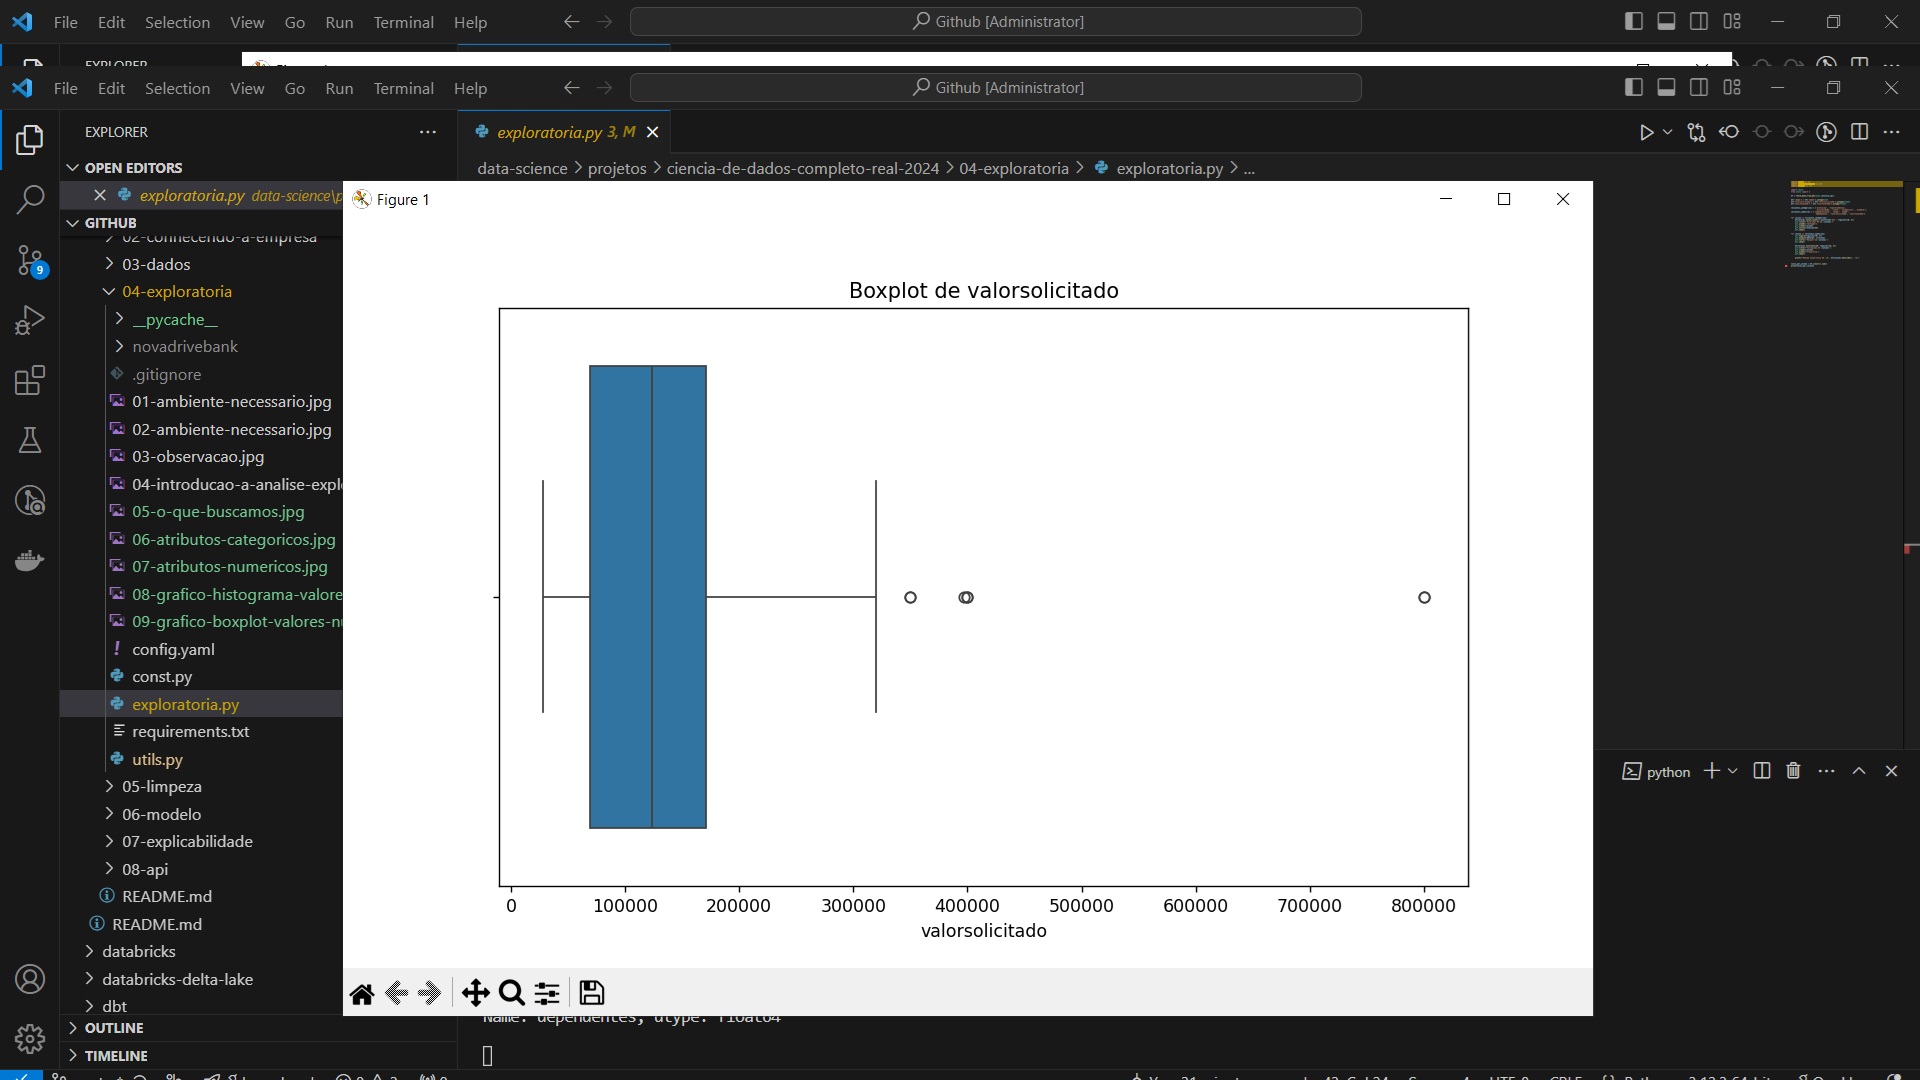 File Edit Selection View Go Run Terminal Help
Github [Administrator]
File Edit Selection View Go Run Terminal Help
Github [Administrator]
EXPLORER
exploratoria.py 3, M
OPEN EDITORS
data-science > projetos > ciencia-de-dados-completo-real-2024 > 04-exploratoria > exploratoria.py > ...
exploratoria.py data-science\p
GITHUB
02-conhecendo-a-empresa
03-dados
04-exploratoria
__pycache__
novadrivebank
.gitignore
01-ambiente-necessario.jpg
02-ambiente-necessario.jpg
03-observacao.jpg
04-introducao-a-analise-expl
05-o-que-buscamos.jpg
06-atributos-categoricos.jpg
07-atributos-numericos.jpg
08-grafico-histograma-valore
09-grafico-boxplot-valores-n
config.yaml
const.py
exploratoria.py
requirements.txt
utils.py
05-limpeza
06-modelo
07-explicabilidade
08-api
README.md
README.md
databricks
databricks-delta-lake
dbt
OUTLINE
TIMELINE
9
Figure 1
Boxplot de valorsolicitado
0 100000 200000 300000 400000 500000 600000 700000 800000
valorsolicitado
python
Name: dependentes, dtype: float64